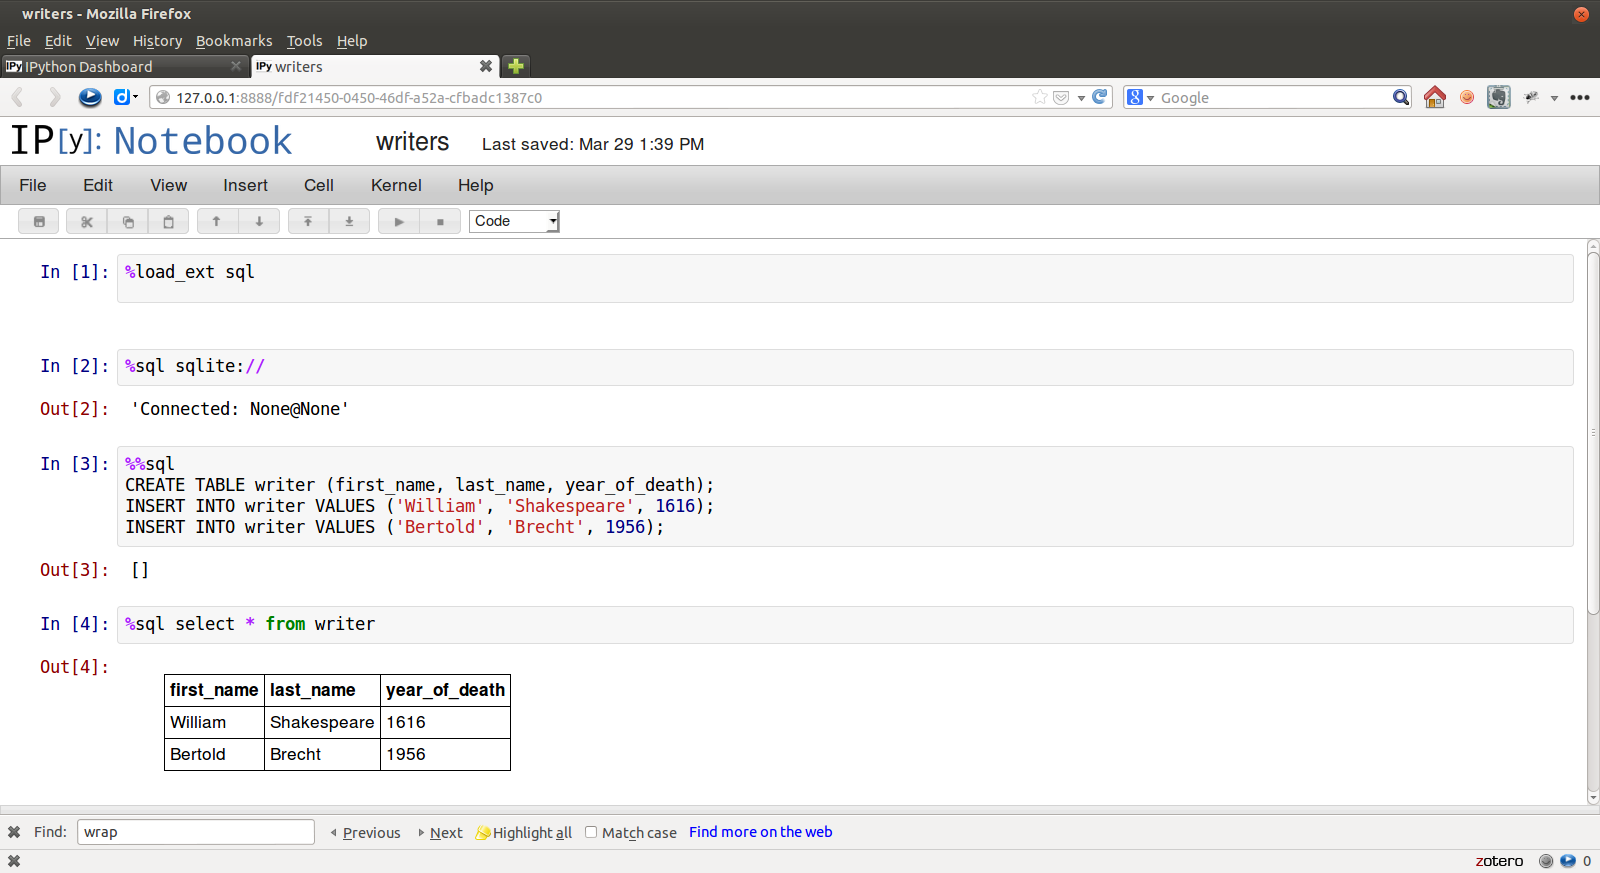 writers - Mozilla Firefox
File Edit View History Bookmarks Tools Help
IPy IPython Dashboard IPy writers
127.0.0.1:8888/fdf21450-0450-46df-a52a-cfbadc1387c0 Google
IP[y]: Notebook writers Last saved: Mar 29 1:39 PM
File Edit View Insert Cell Kernel Help
Code
In [1]: %load_ext sql
In [2]: %sql sqlite://
Out[2]: 'Connected: None@None'
In [3]: %%sql
CREATE TABLE writer (first_name, last_name, year_of_death);
INSERT INTO writer VALUES ('William', 'Shakespeare', 1616);
INSERT INTO writer VALUES ('Bertold', 'Brecht', 1956);
Out[3]: []
In [4]: %sql select * from writer
Out[4]:
first_name last_name year_of_death
William Shakespeare 1616
Bertold Brecht 1956
Find: wrap Previous Next Highlight all Match case Find more on the web
zotero 0